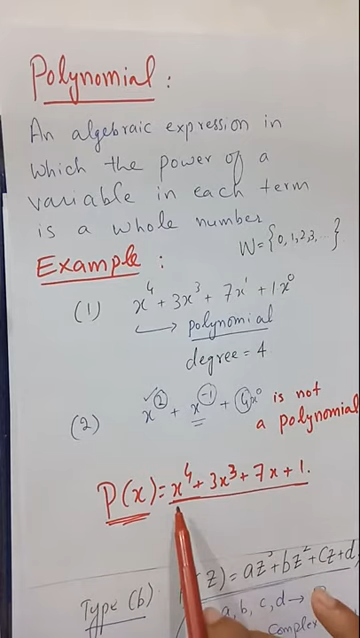 Polynomial :
An algebraic expression in
which the power of a
variable in each term
is a whole number
W = {0, 1, 2, 3, ...}
Example :
(1) x⁴ + 3x³ + 7x¹ + 1x⁰
↳ polynomial
degree = 4
(2) x² + x⁻¹ + 4x⁰ is not
a polynomial
P(x) = x⁴ + 3x³ + 7x + 1.
z) = az³ + bz² + cz + d
Type (b)
a, b, c, d →
Complex